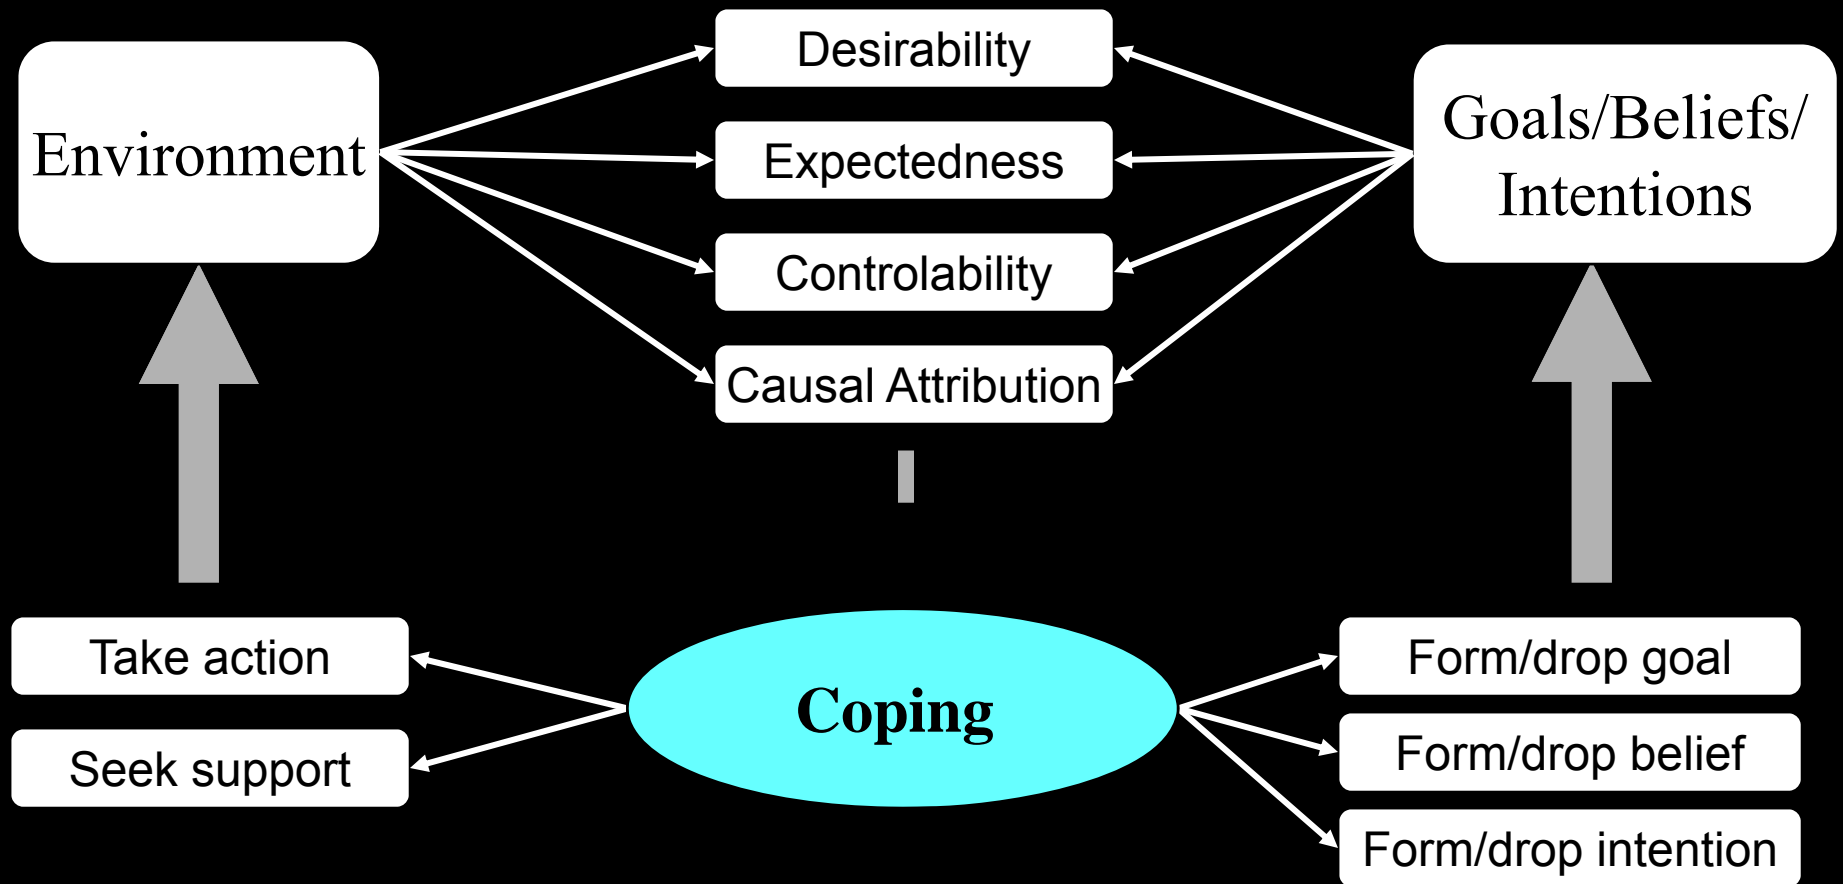 Environment
Desirability
Expectedness
Controlability
Causal Attribution
Goals/Beliefs/
Intentions
Take action
Seek support
Coping
Form/drop goal
Form/drop belief
Form/drop intention